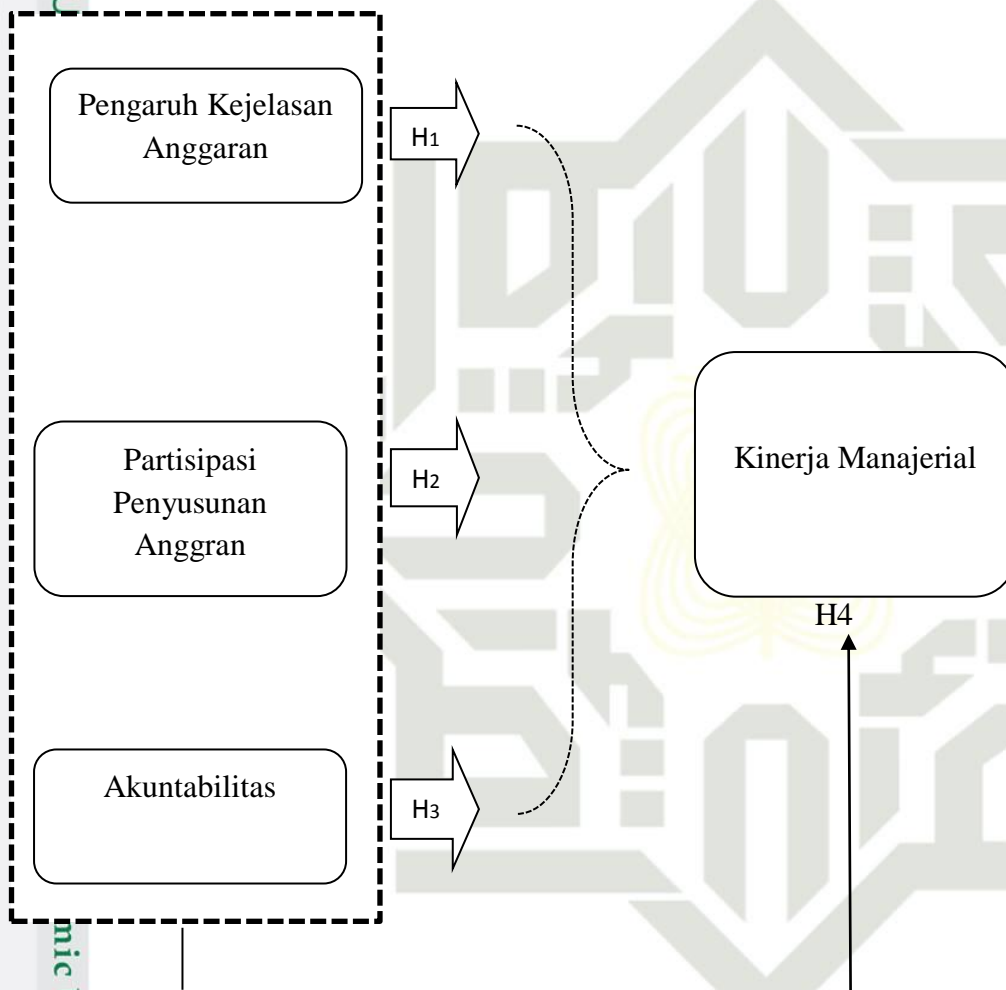 Pengaruh Kejelasan
Anggaran
H1
Partisipasi
Penyusunan
Anggran
H2
Kinerja Manajerial
H4
Akuntabilitas
H3
mic